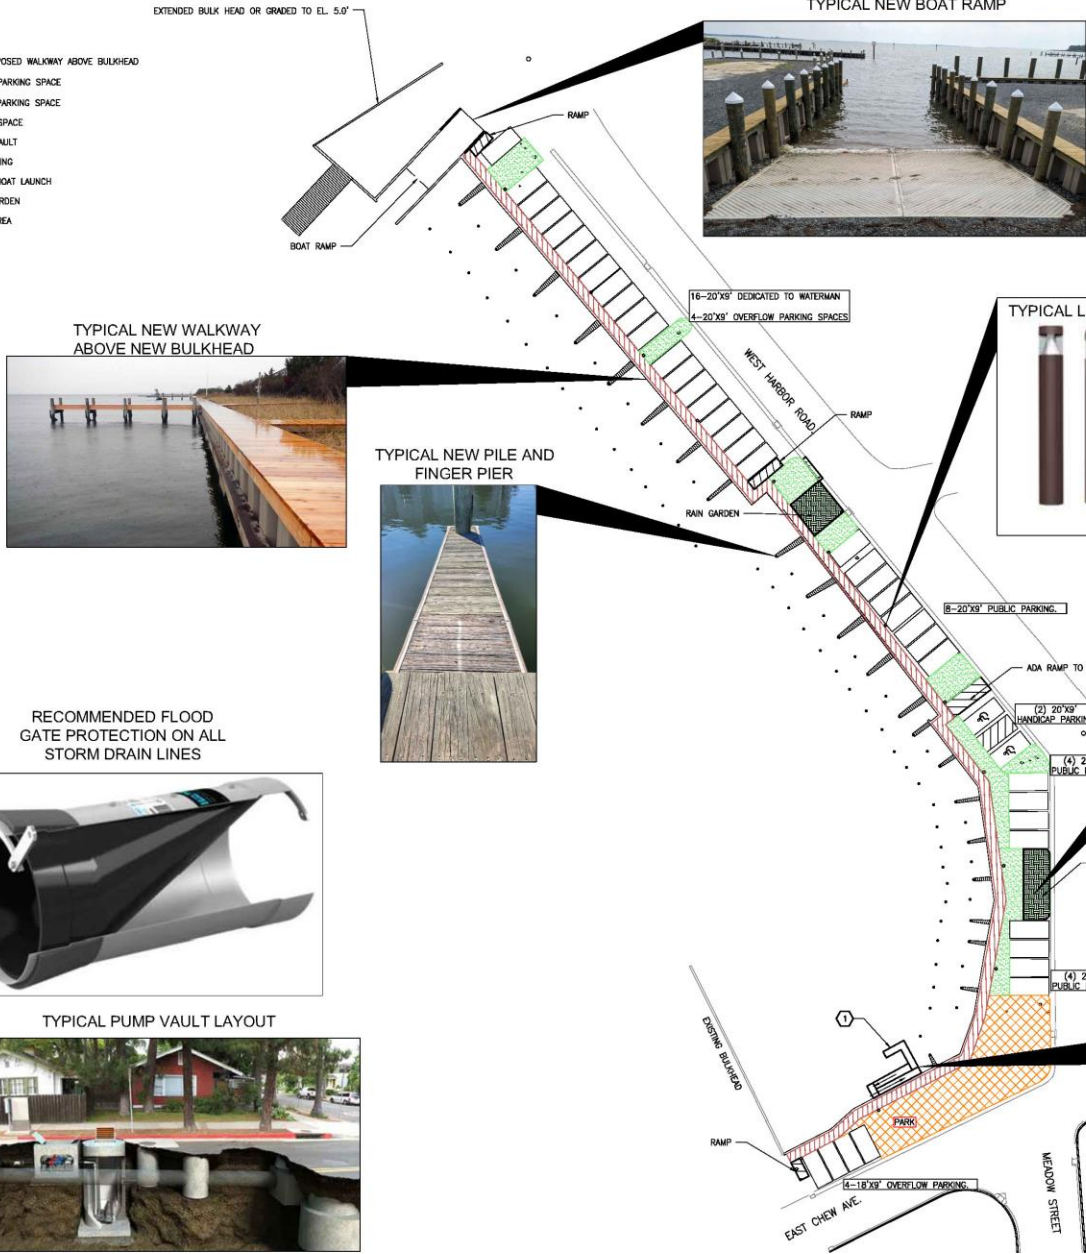 TYPICAL NEW BOAT RAMP
EXTENDED BULK HEAD OR GRADED TO EL. 5.0'
POSED WALKWAY ABOVE BULKHEAD
PARKING SPACE
PARKING SPACE
SPACE
AULT
ING
OAT LAUNCH
RDEN
REA
RAMP
BOAT RAMP
16-20'X9' DEDICATED TO WATERMAN
4-20'X9' OVERFLOW PARKING SPACES
TYPICAL L
TYPICAL NEW WALKWAY
ABOVE NEW BULKHEAD
WEST HARBOR ROAD
RAMP
TYPICAL NEW PILE AND
FINGER PIER
RAIN GARDEN
8-20'X9' PUBLIC PARKING.
ADA RAMP TO
(2) 20'X9'
HANDICAP PARKIN
RECOMMENDED FLOOD
GATE PROTECTION ON ALL
STORM DRAIN LINES
(4) 2
PUBLIC
(4) 2
PUBLIC
TYPICAL PUMP VAULT LAYOUT
1
EXISTING BULKHEAD
PARK
RAMP
4-18'X9' OVERFLOW PARKING.
EAST CHEW AVE.
MEADOW STREET